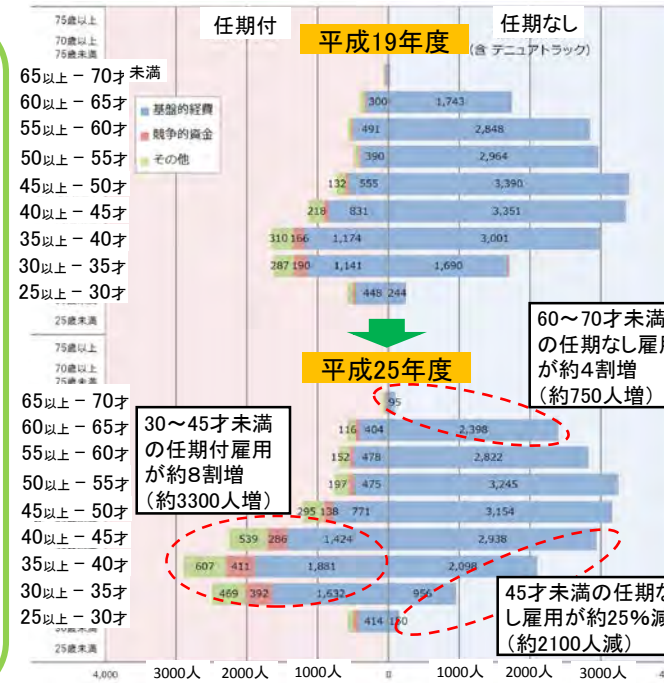 75歳以上
任期付
任期なし
70歳以上
75歳未満
平成19年度
(含 テニュアトラック)
65以上 － 70才未満
60以上 － 65才
300
1,743
基盤的経費
55以上 － 60才
491
2,848
競争的資金
50以上 － 55才
390
2,964
その他
45以上 － 50才
132 555
3,390
40以上 － 45才
218 831
3,351
35以上 － 40才
310 166 1,174
3,001
30以上 － 35才
287 190 1,141
1,690
25以上 － 30才
448 244
25歳未満
60～70才未満
の任期なし雇用
が約4割増
(約750人増)
75歳以上
70歳以上
平成25年度
65以上 － 70才
95
60以上 － 65才
116 404
2,398
30～45才未満
の任期付雇用
が約8割増
(約3300人増)
55以上 － 60才
152 478
2,822
50以上 － 55才
197 475
3,245
45以上 － 50才
295 138 771
3,154
40以上 － 45才
539 286 1,424
2,938
35以上 － 40才
607 411 1,881
2,098
30以上 － 35才
469 392 1,632
956
25以上 － 30才
414 150
45才未満の任期な
し雇用が約25%減
(約2100人減)
25歳未満
4,000 3000人 2000人 1000人 0 1000人 2000人 3000人